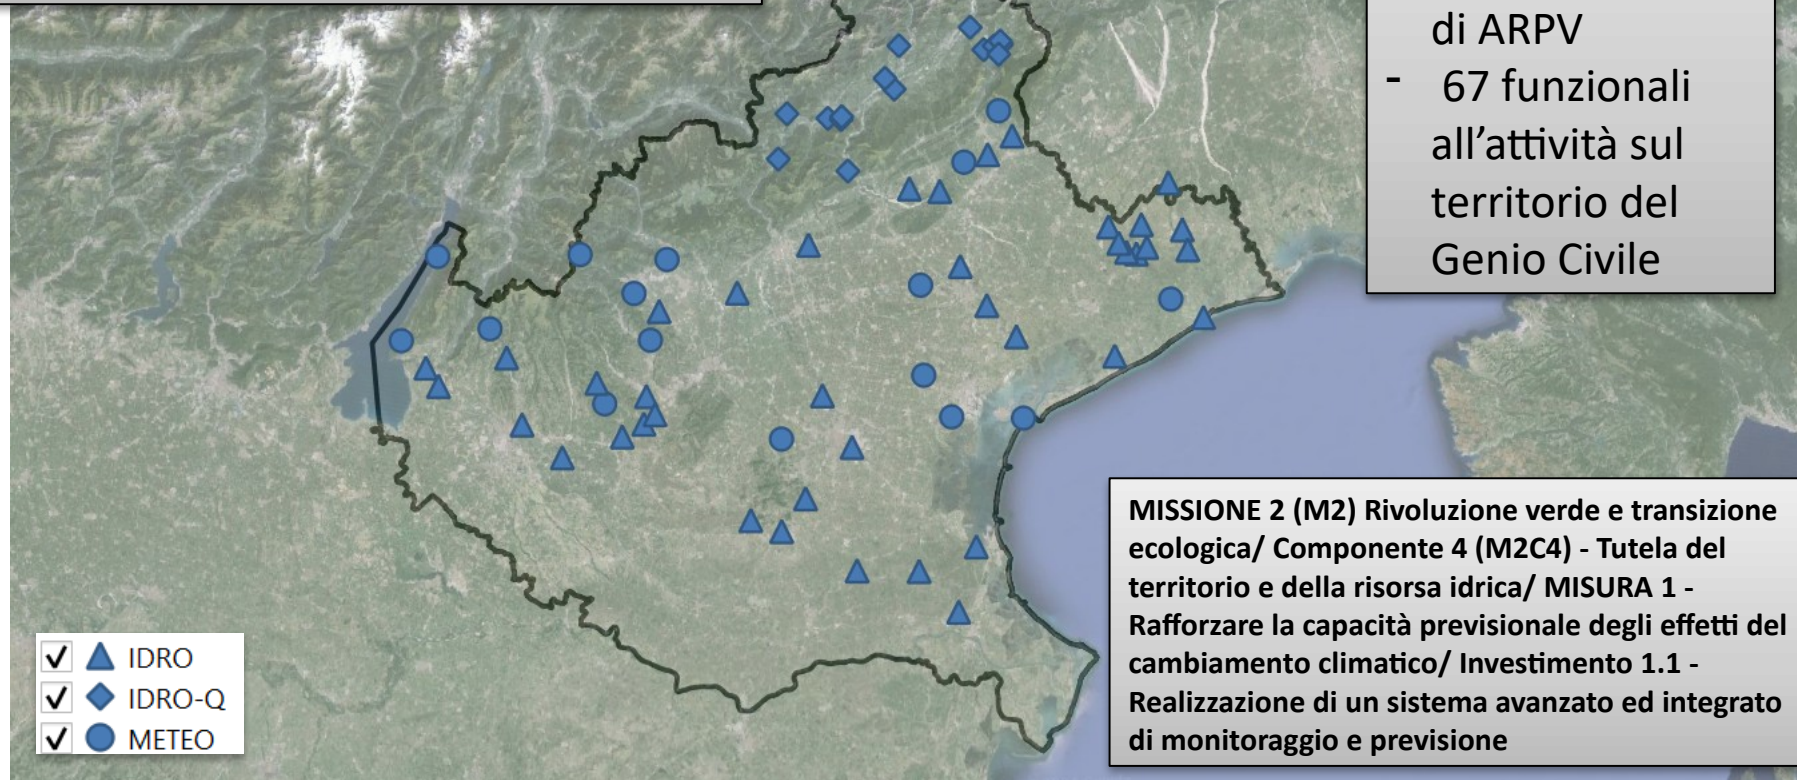 di ARPV
- 67 funzionali
all’attività sul
territorio del
Genio Civile
MISSIONE 2 (M2) Rivoluzione verde e transizione
ecologica/ Componente 4 (M2C4) - Tutela del
territorio e della risorsa idrica/ MISURA 1 -
Rafforzare la capacità previsionale degli effetti del
cambiamento climatico/ Investimento 1.1 -
Realizzazione di un sistema avanzato ed integrato
di monitoraggio e previsione
IDRO
IDRO-Q
METEO